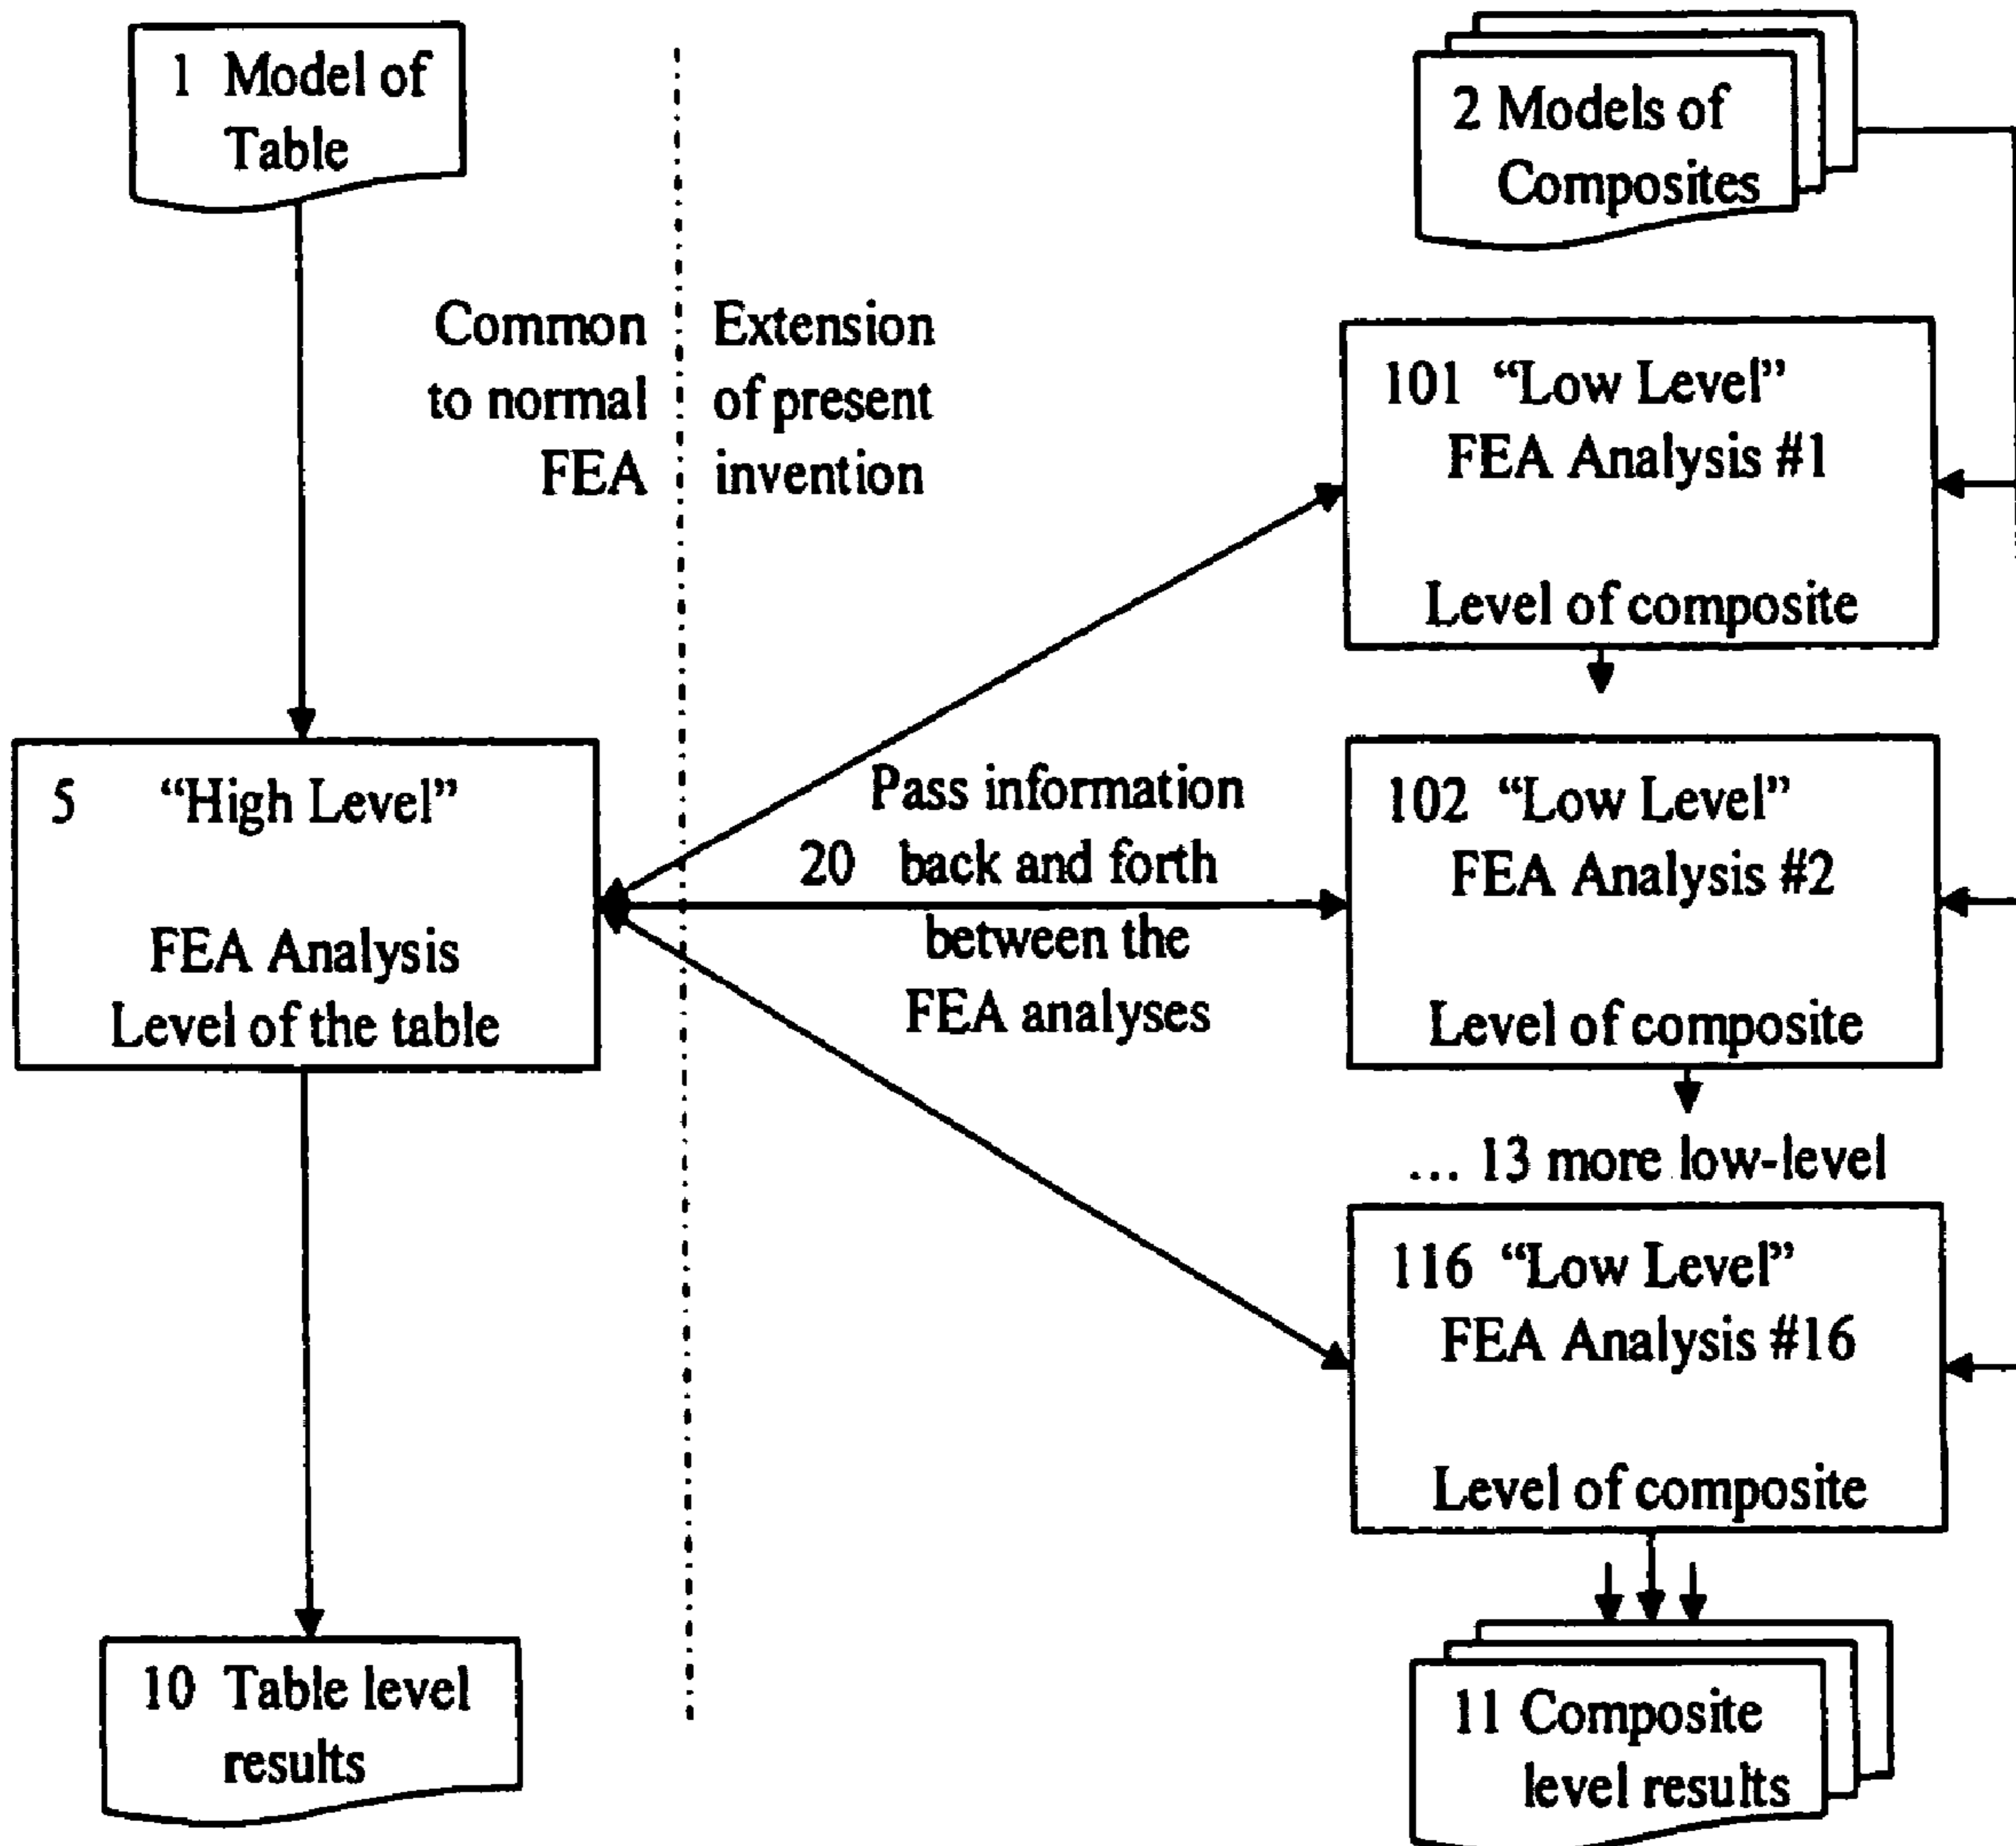 1 Model of
Table
2 Models of
Composites
Common
to normal
FEA
Extension
of present
invention
101 “Low Level”
FEA Analysis #1
Level of composite
5 “High Level”
FEA Analysis
Level of the table
Pass information
20 back and forth
between the
FEA analyses
102 “Low Level”
FEA Analysis #2
Level of composite
... 13 more low-level
116 “Low Level”
FEA Analysis #16
Level of composite
10 Table level
results
11 Composite
level results